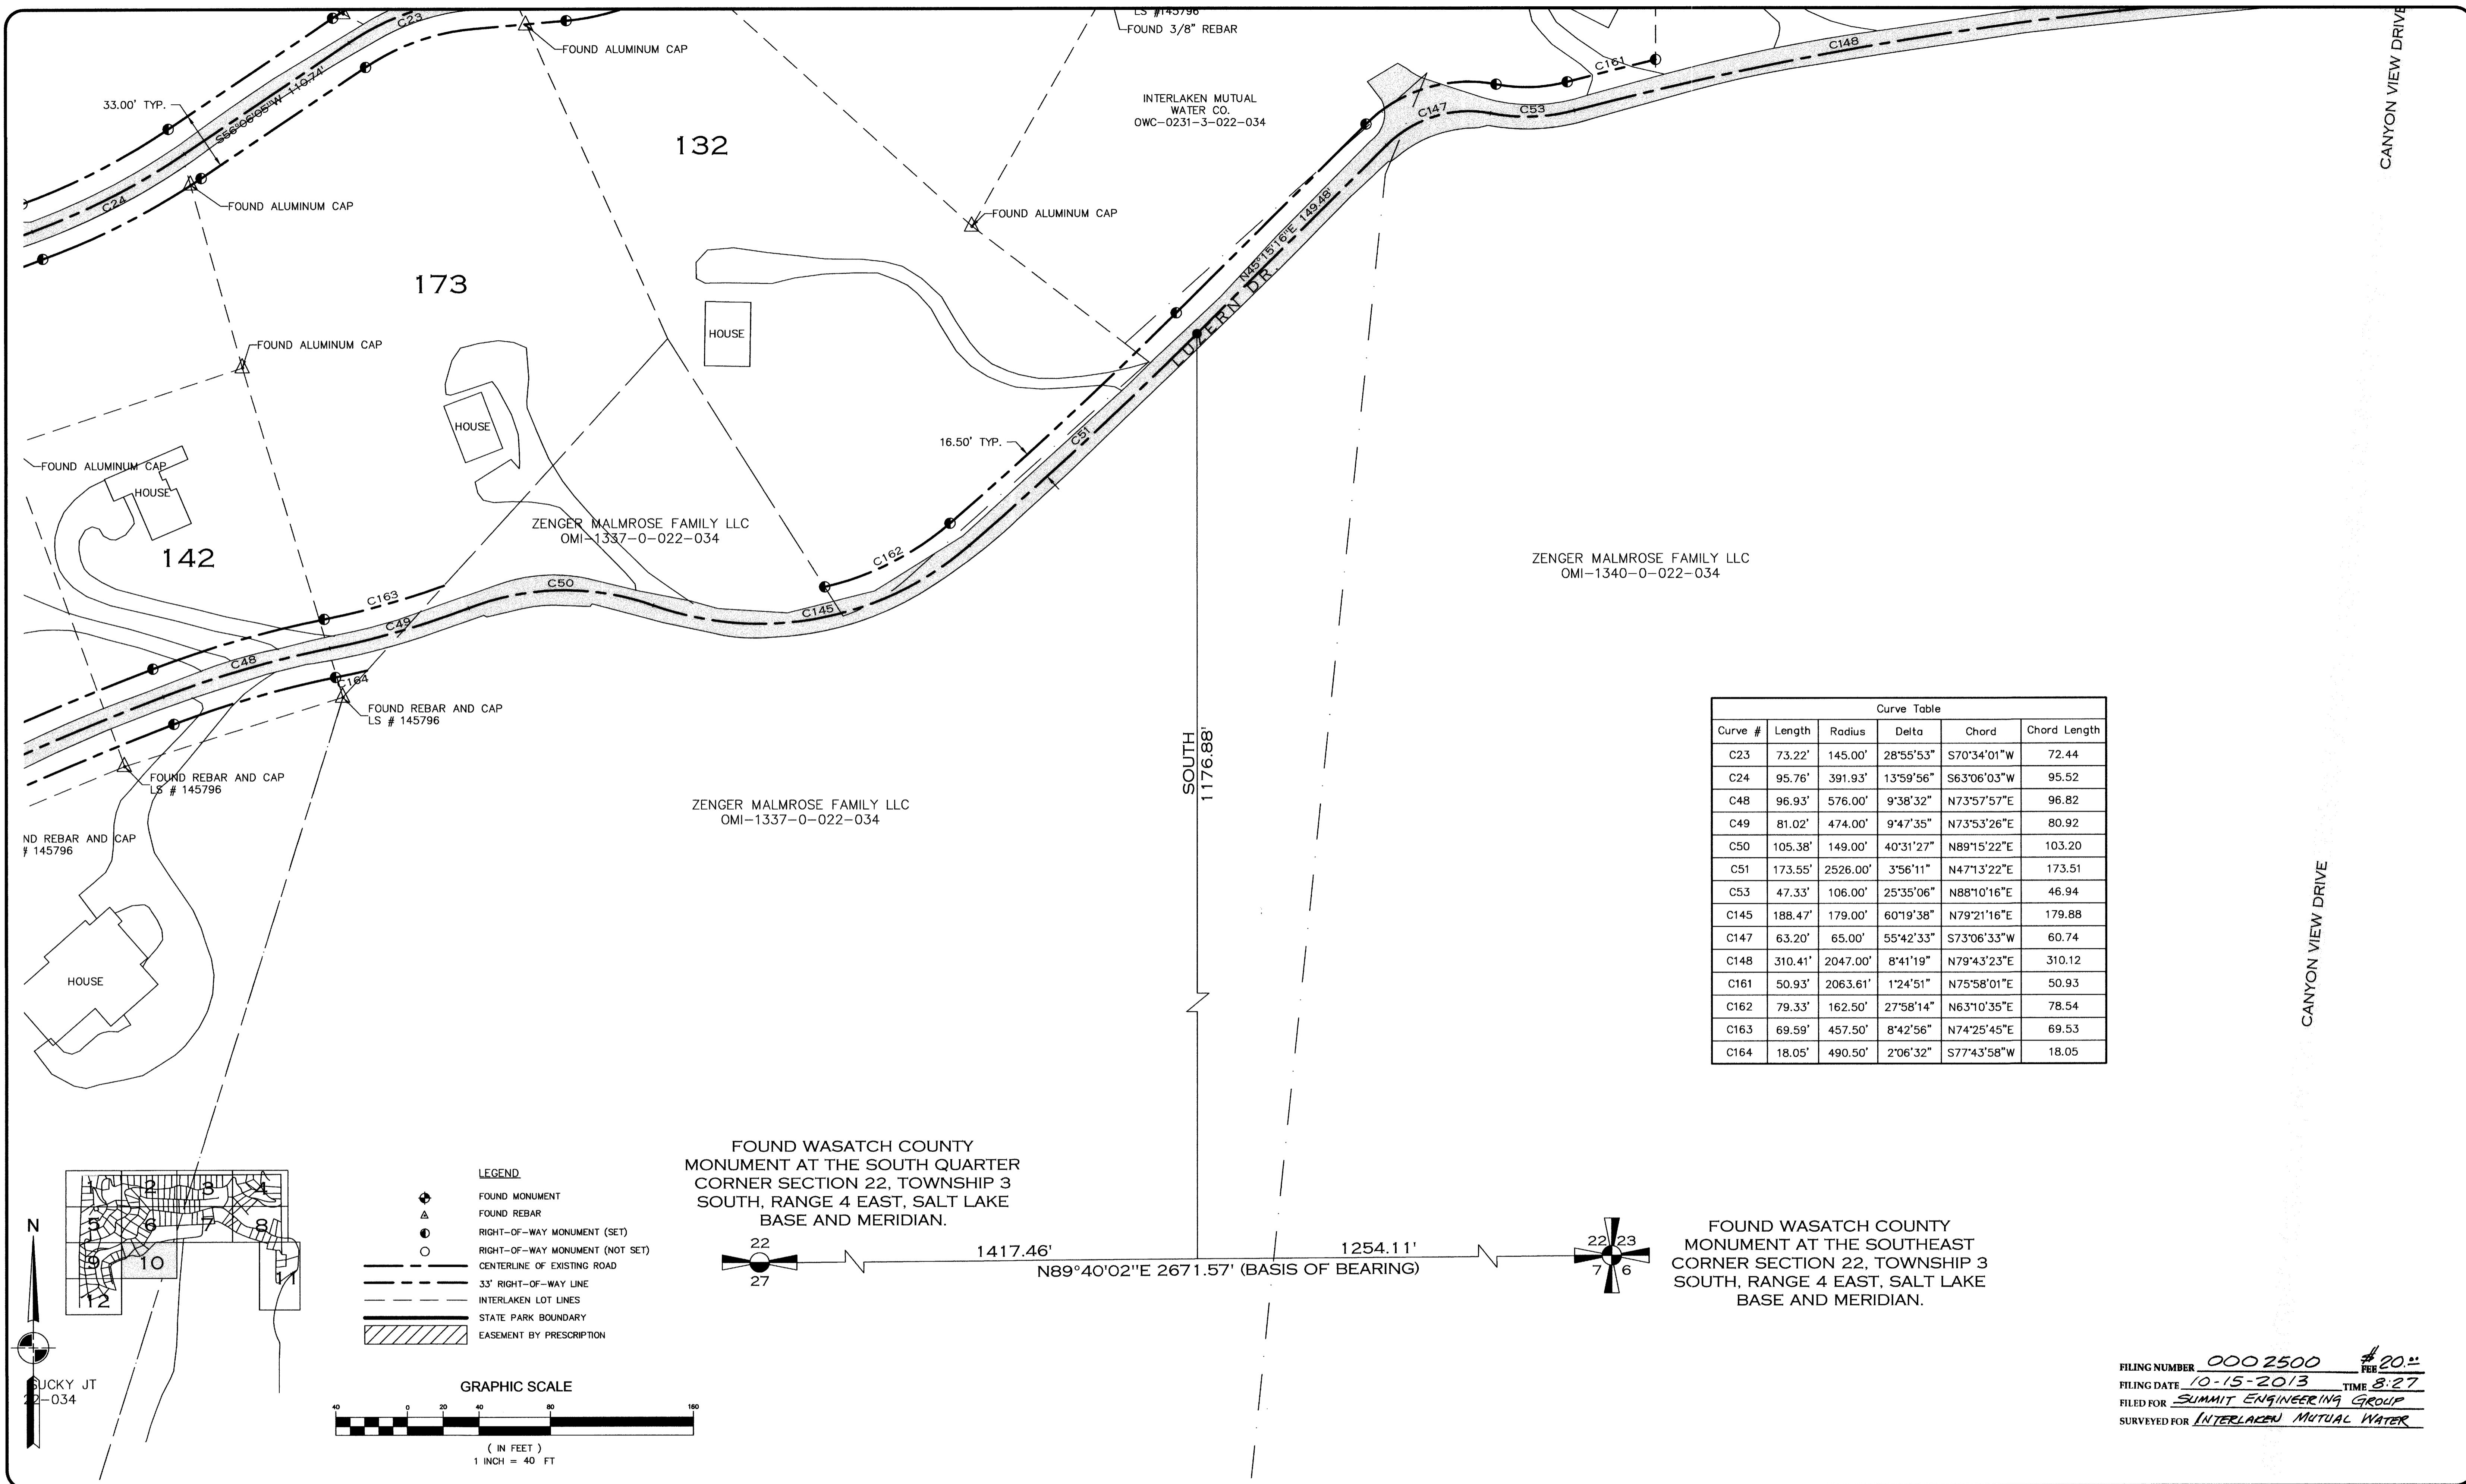 C23
LS #145796
FOUND 3/8" REBAR
FOUND ALUMINUM CAP
33.00' TYP.
S56°06'05"W 110.74'
C24
FOUND ALUMINUM CAP
132
INTERLAKEN MUTUAL
WATER CO.
OWC-0231-3-022-034
C161
C148
C147
C53
CANYON VIEW DRIVE
FOUND ALUMINUM CAP
173
N45°15'16"E 149.48'
LUZERN DR.
HOUSE
FOUND ALUMINUM CAP
HOUSE
16.50' TYP.
C51
FOUND ALUMINUM CAP
HOUSE
142
ZENGER MALMROSE FAMILY LLC
OMI-1337-0-022-034
ZENGER MALMROSE FAMILY LLC
OMI-1340-0-022-034
C162
C50
C163
C145
C49
C48
C164
FOUND REBAR AND CAP
LS # 145796
FOUND REBAR AND CAP
LS # 145796
ND REBAR AND CAP
# 145796
ZENGER MALMROSE FAMILY LLC
OMI-1337-0-022-034
SOUTH
1176.88'
HOUSE
Curve Table
Curve # Length Radius Delta Chord Chord Length
C23 73.22' 145.00' 28°55'53" S70°34'01"W 72.44
C24 95.76' 391.93' 13°59'56" S63°06'03"W 95.52
C48 96.93' 576.00' 9°38'32" N73°57'57"E 96.82
C49 81.02' 474.00' 9°47'35" N73°53'26"E 80.92
C50 105.38' 149.00' 40°31'27" N89°15'22"E 103.20
C51 173.55' 2526.00' 3°56'11" N47°13'22"E 173.51
C53 47.33' 106.00' 25°35'06" N88°10'16"E 46.94
C145 188.47' 179.00' 60°19'38" N79°21'16"E 179.88
C147 63.20' 65.00' 55°42'33" S73°06'33"W 60.74
C148 310.41' 2047.00' 8°41'19" N79°43'23"E 310.12
C161 50.93' 2063.61' 1°24'51" N75°58'01"E 50.93
C162 79.33' 162.50' 27°58'14" N63°10'35"E 78.54
C163 69.59' 457.50' 8°42'56" N74°25'45"E 69.53
C164 18.05' 490.50' 2°06'32" S77°43'58"W 18.05
CANYON VIEW DRIVE
1 2 3 4
5 6 7 8
9 10 11
12
N
SUCKY JT
22-034
LEGEND
FOUND MONUMENT
FOUND REBAR
RIGHT-OF-WAY MONUMENT (SET)
RIGHT-OF-WAY MONUMENT (NOT SET)
CENTERLINE OF EXISTING ROAD
33' RIGHT-OF-WAY LINE
INTERLAKEN LOT LINES
STATE PARK BOUNDARY
EASEMENT BY PRESCRIPTION
GRAPHIC SCALE
40 0 20 40 80 160
( IN FEET )
1 INCH = 40 FT
FOUND WASATCH COUNTY
MONUMENT AT THE SOUTH QUARTER
CORNER SECTION 22, TOWNSHIP 3
SOUTH, RANGE 4 EAST, SALT LAKE
BASE AND MERIDIAN.
22
27
1417.46' 1254.11'
N89°40'02"E 2671.57' (BASIS OF BEARING)
22 23
7 6
FOUND WASATCH COUNTY
MONUMENT AT THE SOUTHEAST
CORNER SECTION 22, TOWNSHIP 3
SOUTH, RANGE 4 EAST, SALT LAKE
BASE AND MERIDIAN.
FILING NUMBER 0002500 FEE $20.00
FILING DATE 10-15-2013 TIME 8:27
FILED FOR SUMMIT ENGINEERING GROUP
SURVEYED FOR INTERLAKEN MUTUAL WATER